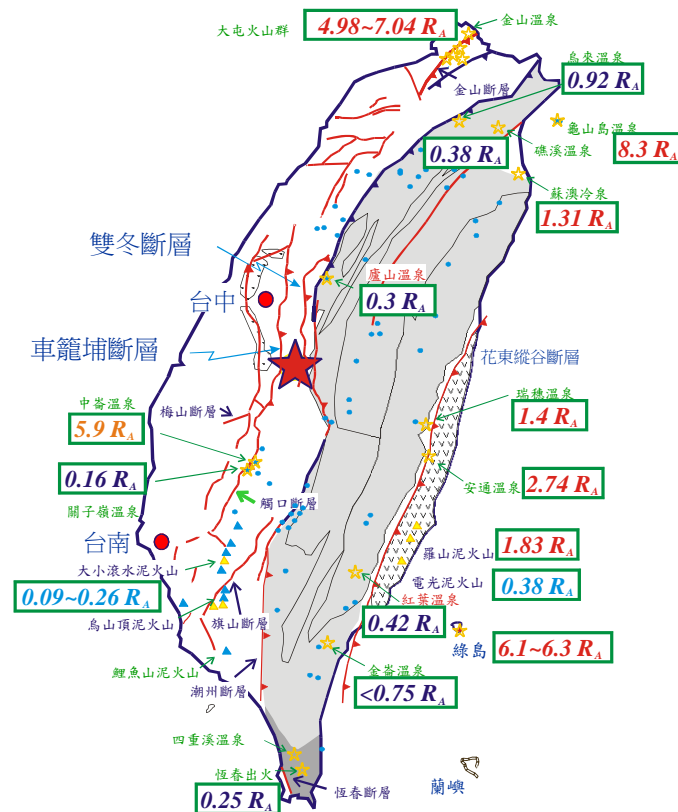 大屯火山群
4.98~7.04 RA
金山溫泉
烏來溫泉
金山斷層
0.92 RA
龜山島溫泉
0.38 RA
礁溪溫泉
8.3 RA
蘇澳冷泉
1.31 RA
雙冬斷層
廬山溫泉
台中
0.3 RA
車籠埔斷層
花東縱谷斷層
中崙溫泉
瑞穗溫泉
梅山斷層
5.9 RA
1.4 RA
0.16 RA
安通溫泉
2.74 RA
關子嶺溫泉
觸口斷層
台南
羅山泥火山
1.83 RA
大小滾水泥火山
電光泥火山
0.38 RA
0.09~0.26 RA
紅葉溫泉
烏山頂泥火山
旗山斷層
0.42 RA
綠島
6.1~6.3 RA
鯉魚山泥火山
金崙溫泉
潮州斷層
<0.75 RA
四重溪溫泉
恆春出火
蘭嶼
恆春斷層
0.25 RA